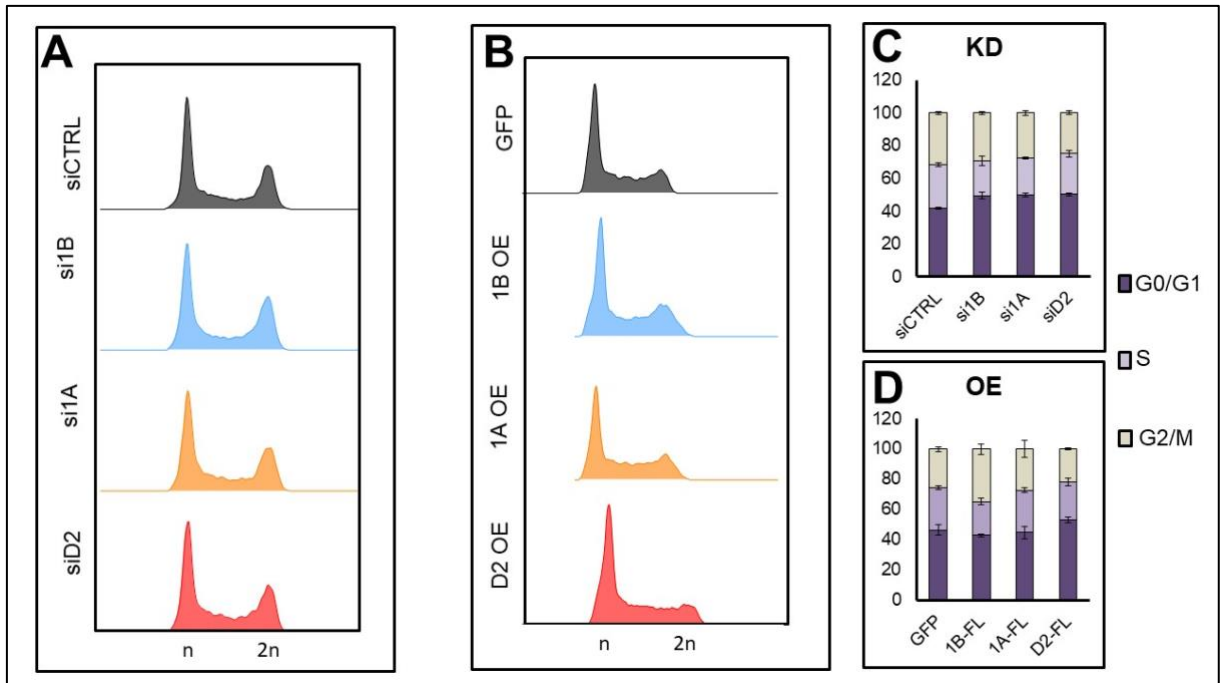 A
siCTRL
si1B
si1A
siD2
n 2n
B
GFP
1B OE
1A OE
D2 OE
n 2n
C KD
120
100
80
60
40
20
0
siCTRL si1B si1A siD2
D OE
120
100
80
60
40
20
0
GFP 1B-FL 1A-FL D2-FL
G0/G1
S
G2/M